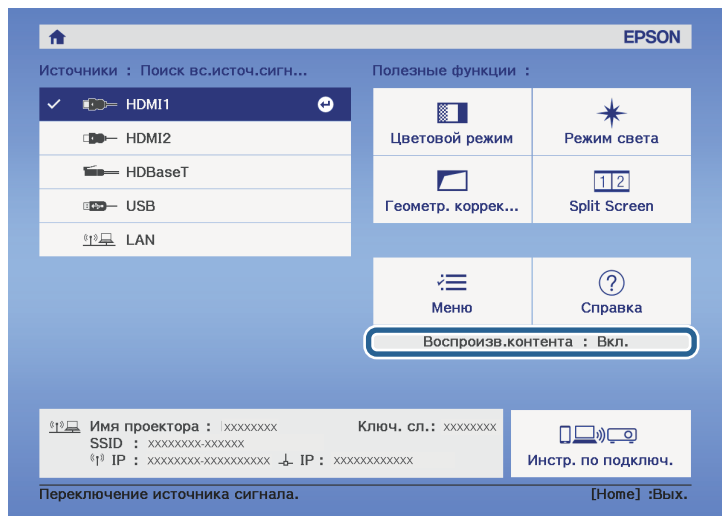 EPSON
Источники : Поиск вс.источ.сигн...
HDMI1
HDMI2
HDBaseT
USB
LAN
Полезные функции :
Цветовой режим
Режим света
Геометр. коррек...
1 2
Split Screen
Меню
?
Справка
Воспроизв.контента : Вкл.
Имя проектора : xxxxxxxx
Ключ. сл.: xxxxxxxx
SSID : xxxxxxxx-xxxxxx
IP : xxxxxxxx-xxxxxxxxxx IP : xxxxxxxxxxxx
Инстр. по подключ.
Переключение источника сигнала.
[Home] :Вых.